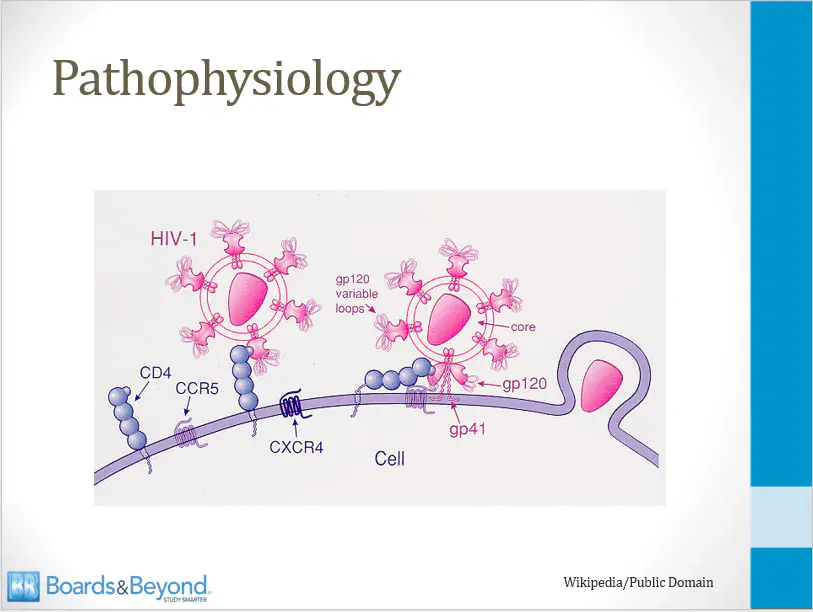 Pathophysiology
HIV-1
gp120
variable
loops
core
CD4
CCR5
gp120
gp41
CXCR4
Cell
BB Boards&Beyond.
STUDY SMARTER
Wikipedia/Public Domain